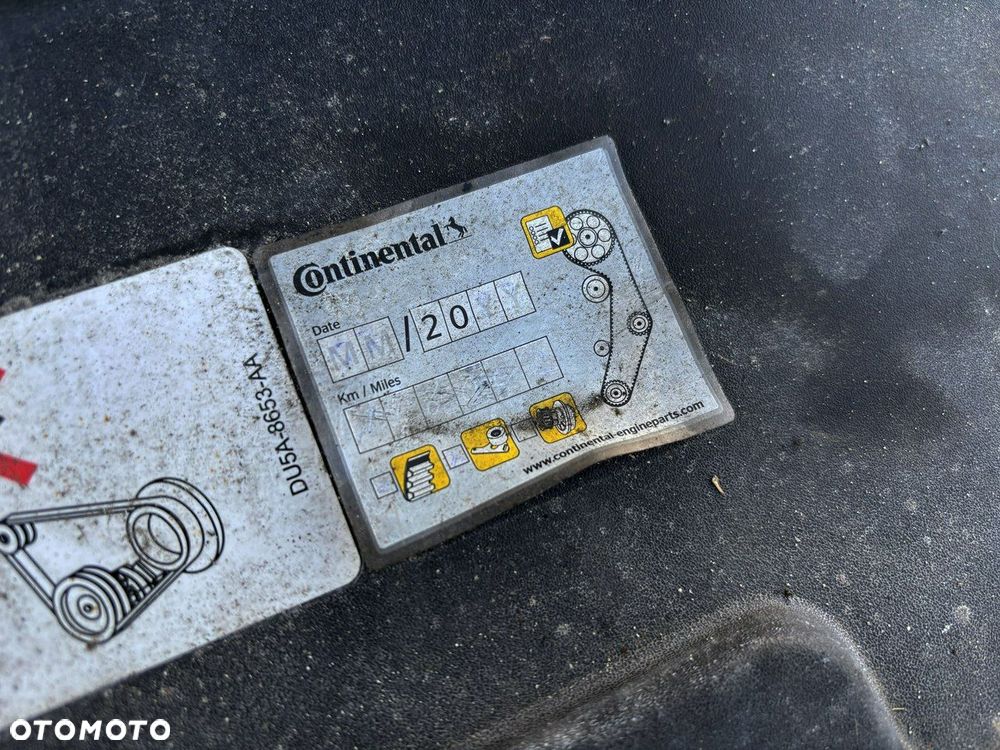 Continental
Date
MM/20YY
Km / Miles
www.continental-engineparts.com
DU5A-8653-AA
OTOMOTO